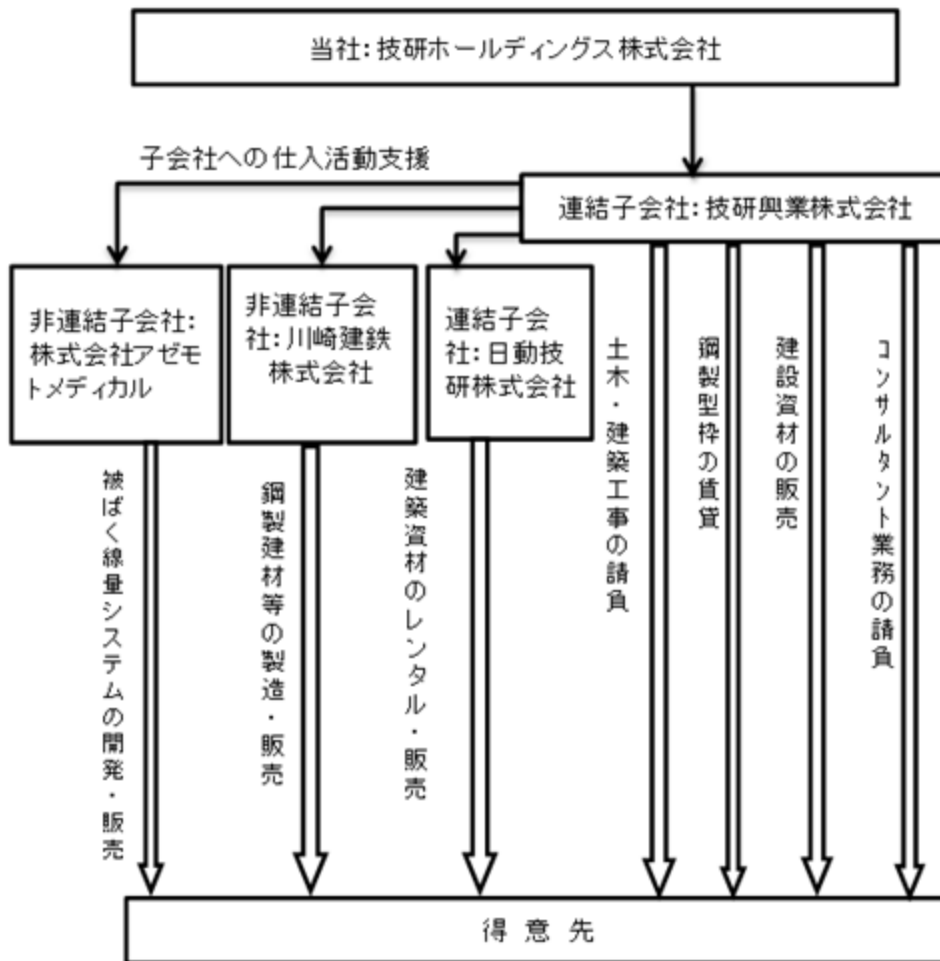 当社：技研ホールディングス株式会社
子会社への仕入活動支援
連結子会社：技研興業株式会社
非連結子会社：
株式会社アゼモ
トメディカル
非連結子会
社：川崎建鉄
株式会社
連結子会
社：日動技
研株式会社
被ばく線量システムの開発・販売
鋼製建材等の製造・販売
建築資材のレンタル・販売
土木・建築工事の請負
鋼製型枠の賃貸
建設資材の販売
コンサルタント業務の請負
得意先